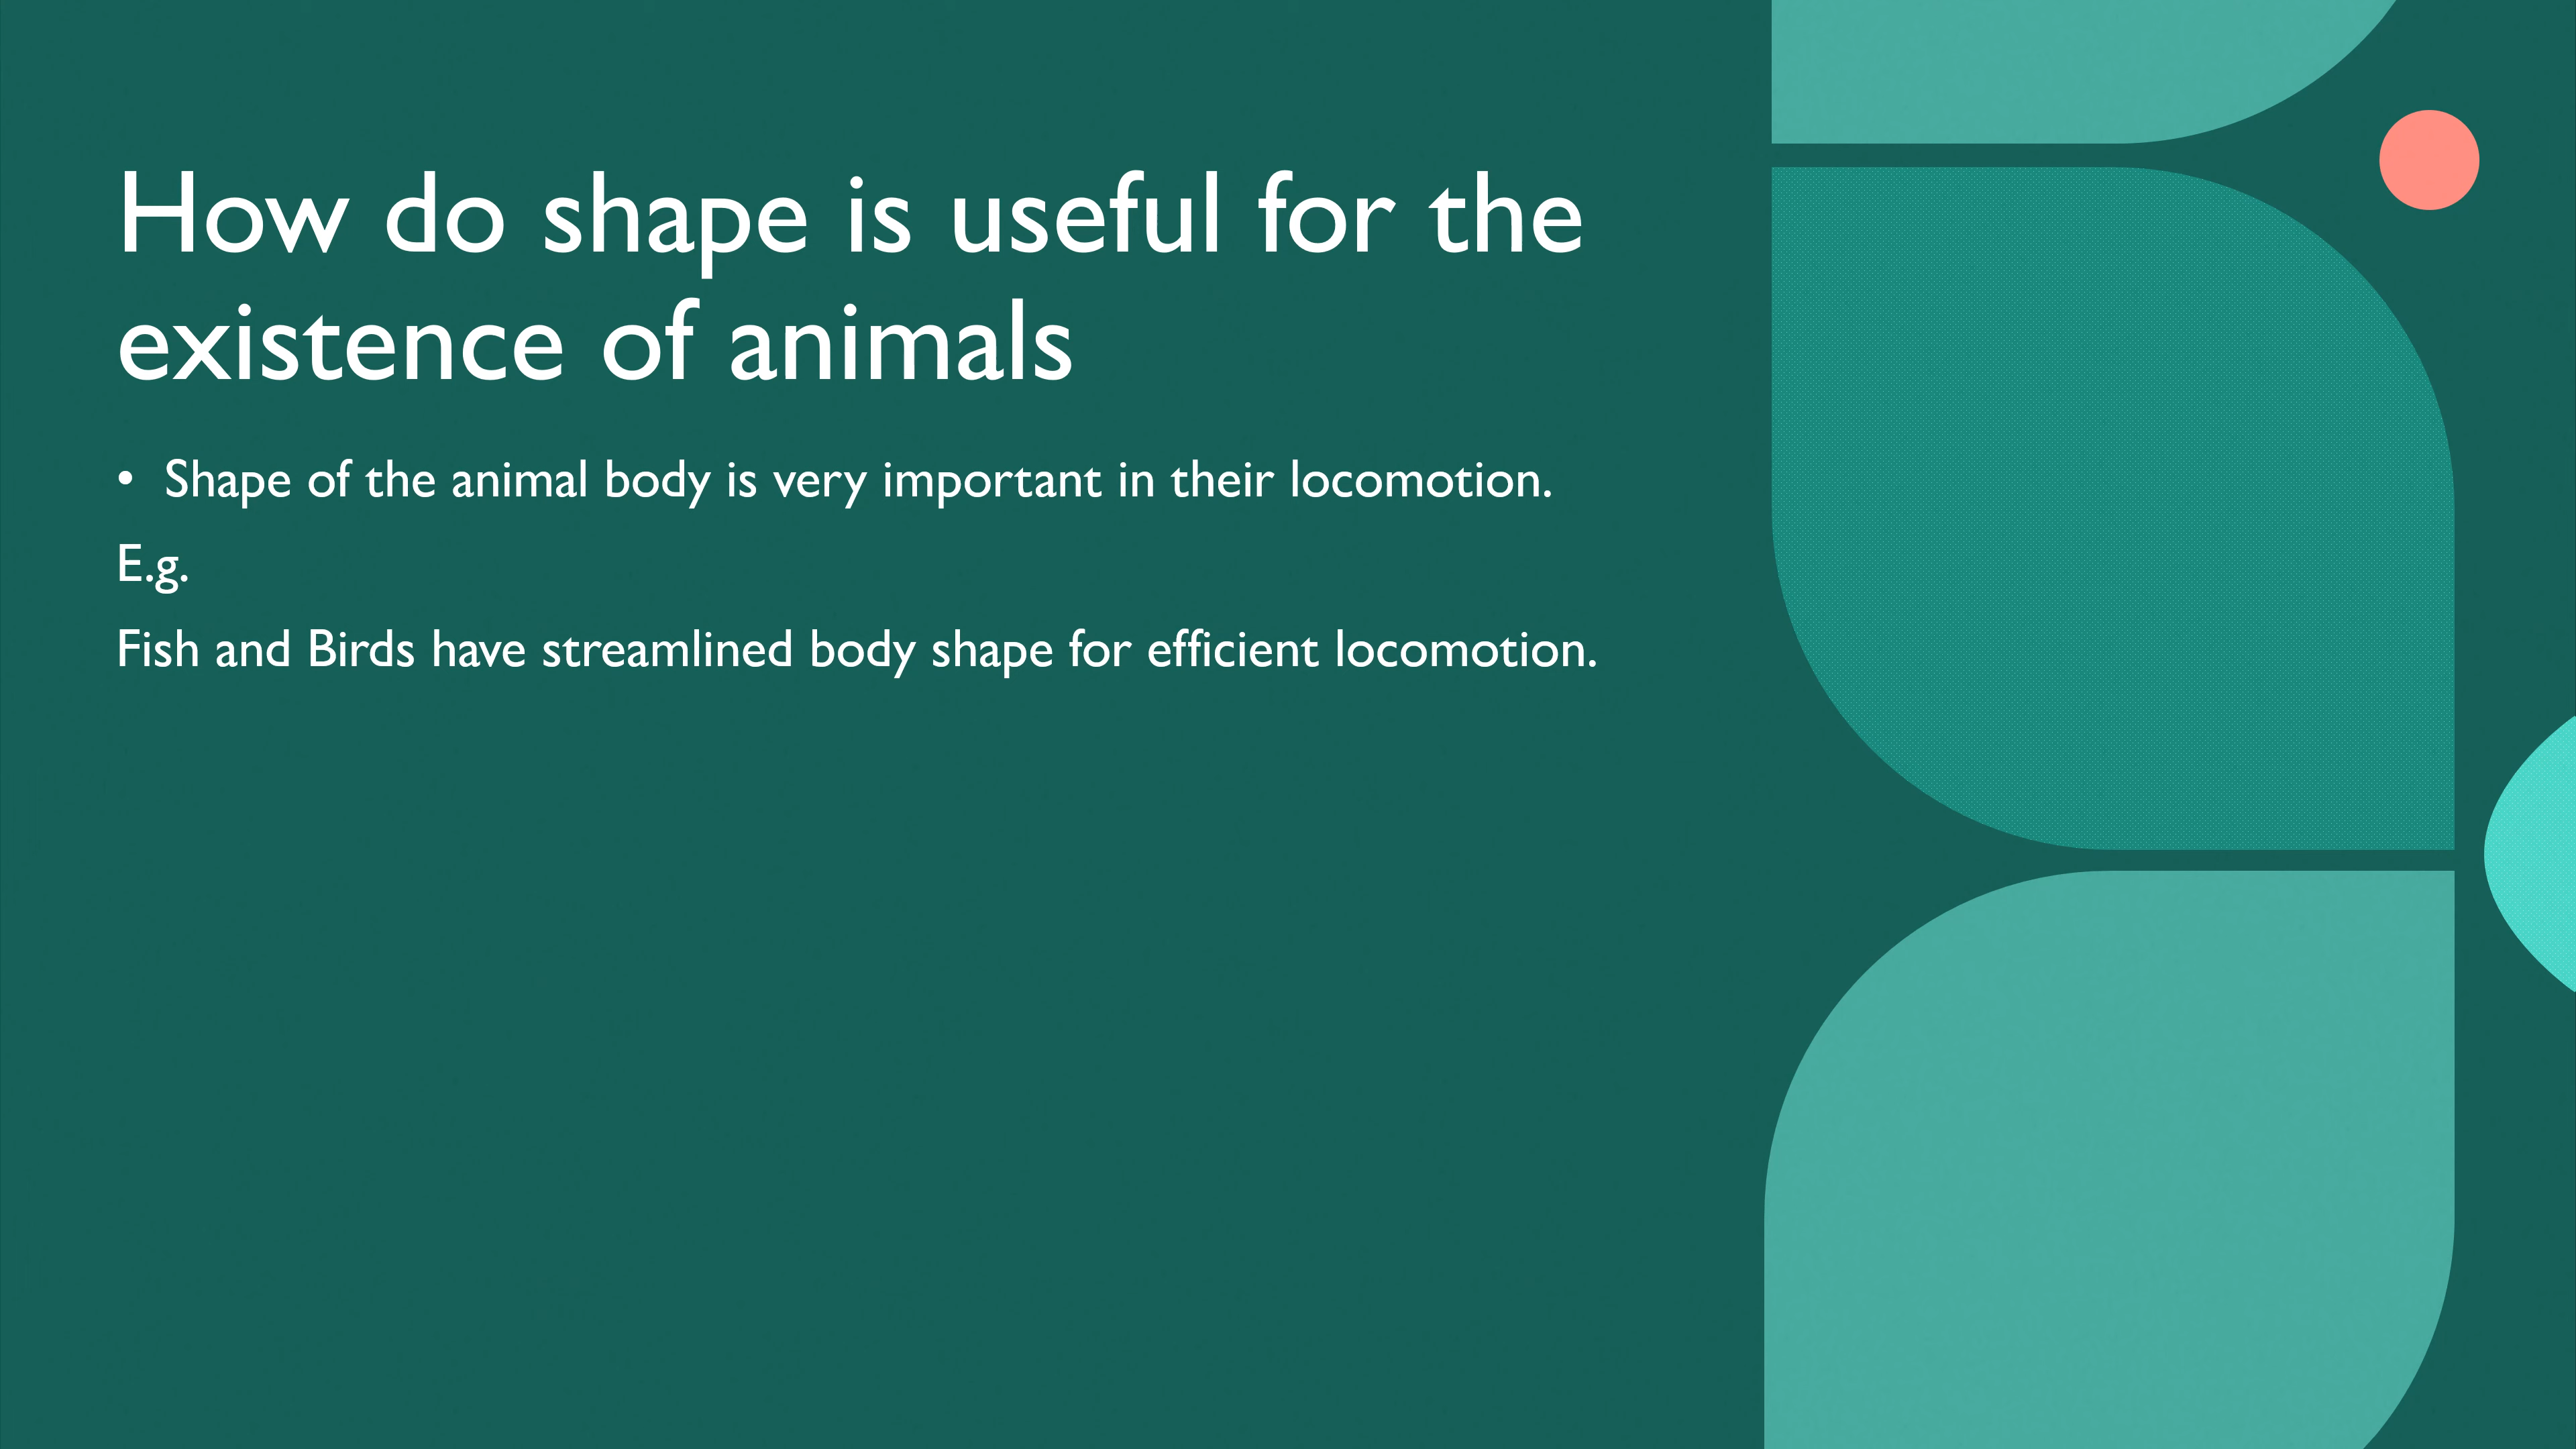 How do shape is useful for the
existence of animals
• Shape of the animal body is very important in their locomotion.
E.g.
Fish and Birds have streamlined body shape for efficient locomotion.